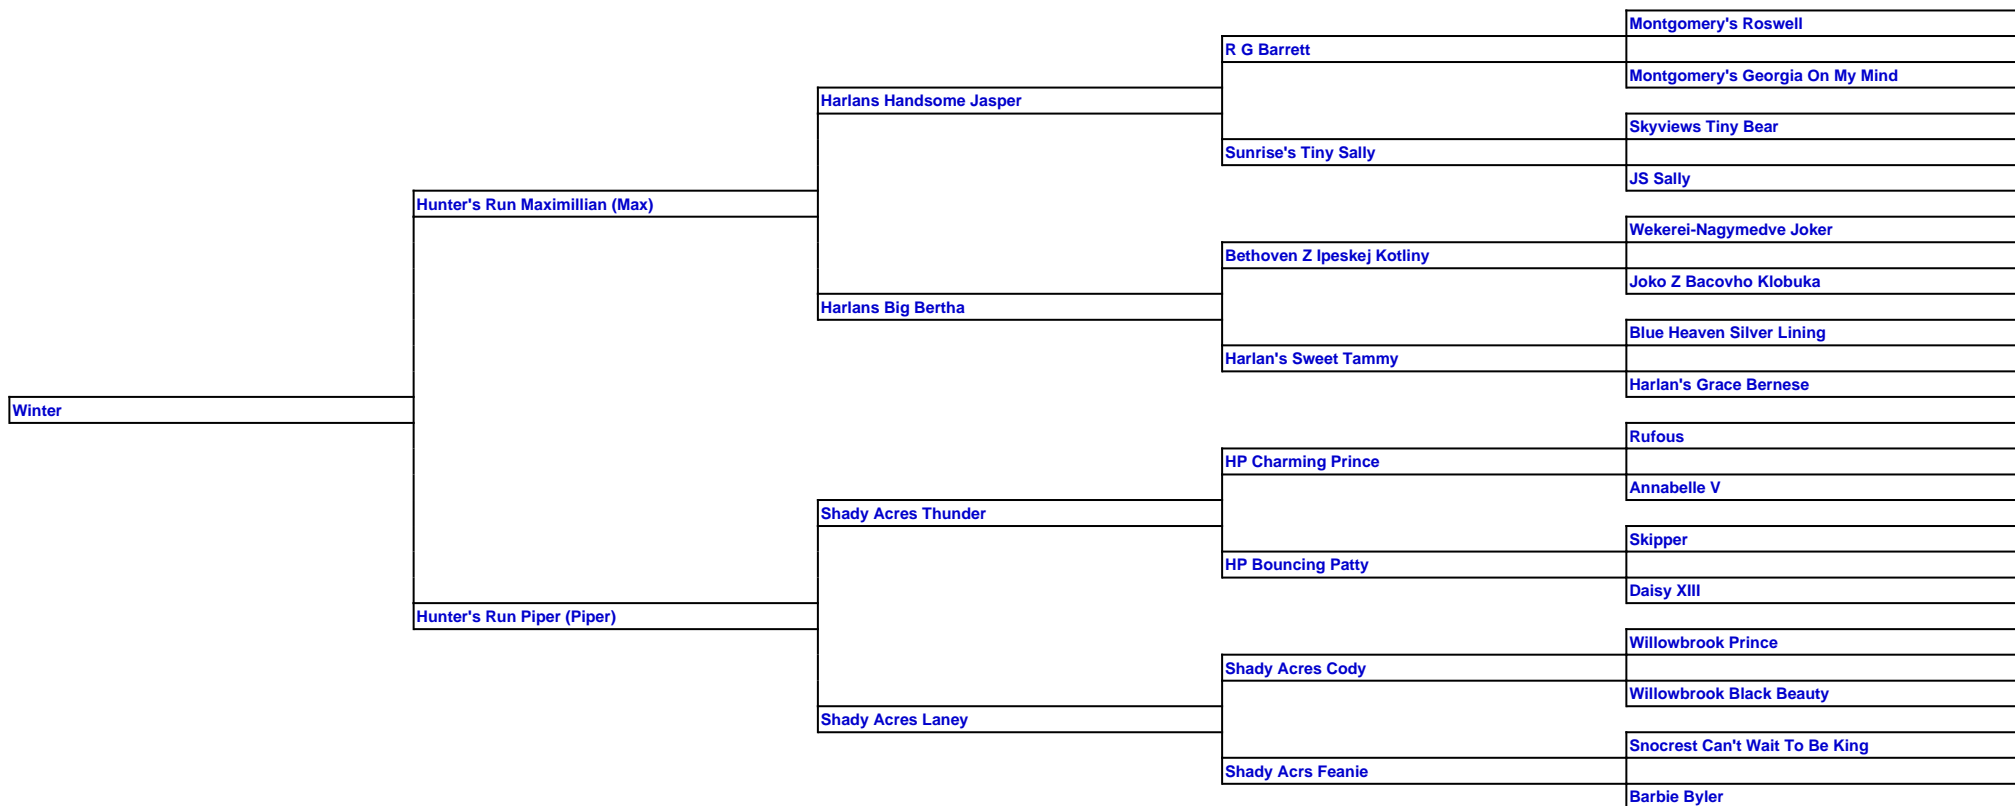 Montgomery's Roswell
R G Barrett
Montgomery's Georgia On My Mind
Harlans Handsome Jasper
Skyviews Tiny Bear
Sunrise's Tiny Sally
JS Sally
Hunter's Run Maximillian (Max)
Wekerei-Nagymedve Joker
Bethoven Z Ipeskej Kotliny
Joko Z Bacovho Klobuka
Harlans Big Bertha
Blue Heaven Silver Lining
Harlan's Sweet Tammy
Harlan's Grace Bernese
Winter
Rufous
HP Charming Prince
Annabelle V
Shady Acres Thunder
Skipper
HP Bouncing Patty
Daisy XIII
Hunter's Run Piper (Piper)
Willowbrook Prince
Shady Acres Cody
Willowbrook Black Beauty
Shady Acres Laney
Snocrest Can't Wait To Be King
Shady Acrs Feanie
Barbie Byler